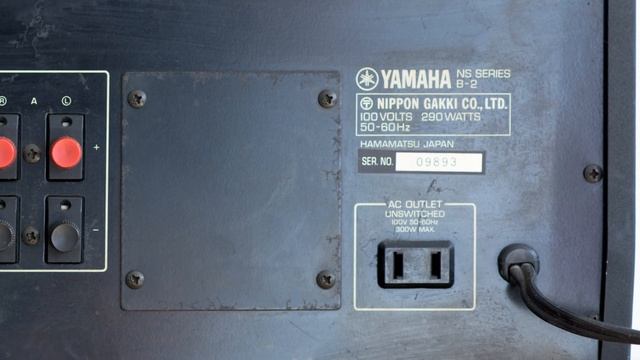 Ⓡ A Ⓛ
+
−
YAMAHA NS SERIES
B-2
NIPPON GAKKI CO., LTD.
100 VOLTS 290 WATTS
50-60Hz
HAMAMATSU JAPAN
SER. NO. 09893
AC OUTLET
UNSWITCHED
100V 50-60Hz
300W MAX.